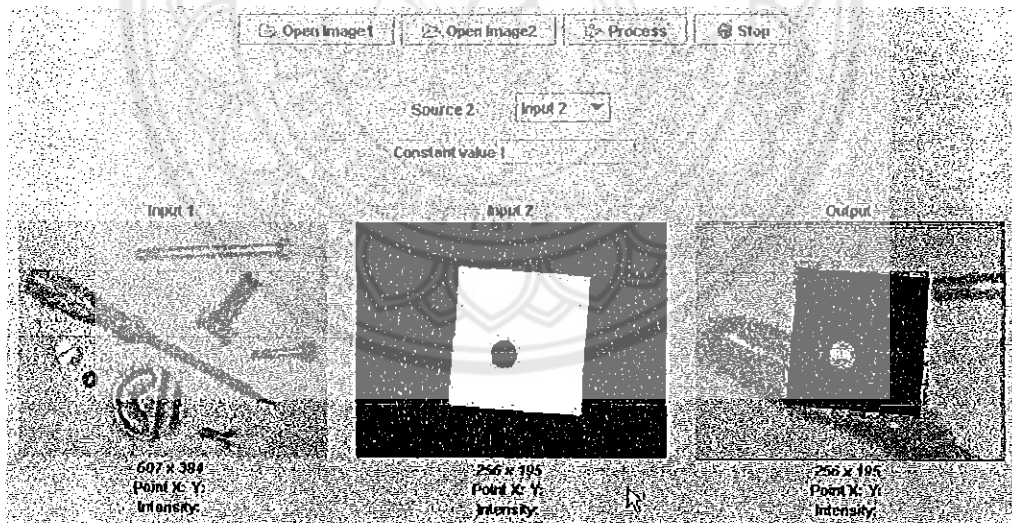 Open Image1 Open Image2 Process Stop
Source 2 Input 2
Constant value
Input 1 Input 2 Output
607 x 384 256 x 195 256 x 195
Point X: Y: Point X: Y: Point X: Y:
Intensity: Intensity: Intensity: